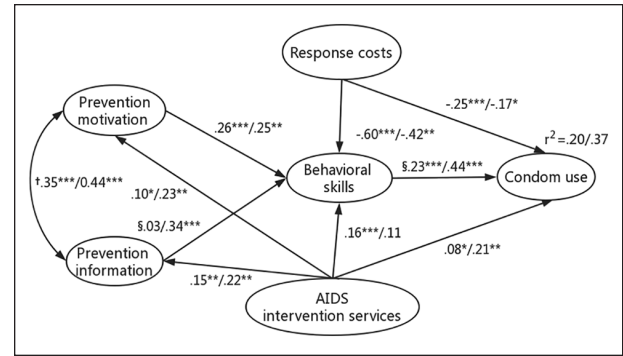 Response costs
Prevention
motivation
-.25***/-.17*
.26***/.25**
-.60***/-.42**
r²=.20/.37
Behavioral
skills
§.23***/.44***
Condom use
†.35***/0.44***
.10*/.23**
§.03/.34***
.16***/.11
.08*/.21**
Prevention
information
.15**/.22**
AIDS
intervention services